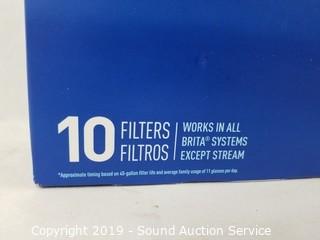 10 FILTERS
FILTROS
WORKS IN ALL
BRITA® SYSTEMS
EXCEPT STREAM
*Approximate timing based on 40-gallon filter life and average family usage of 11 glasses per day.
Copyright 2019 - Sound Auction Service